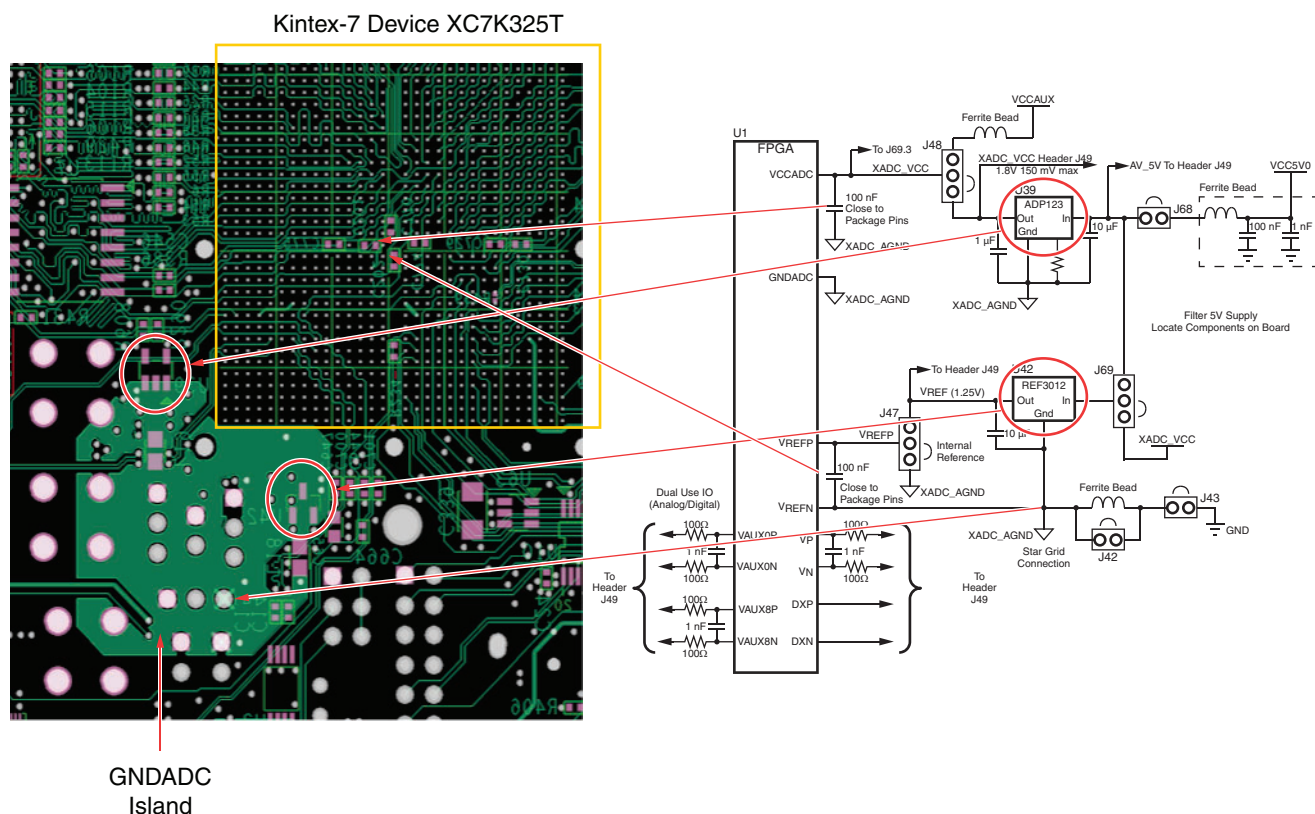 Kintex-7 Device XC7K325T
VCCAUX
Ferrite Bead
U1
FPGA
To J69.3
J48
VCCADC
XADC_VCC
XADC_VCC Header J49
1.8V 150 mV max
AV_5V To Header J49
VCC5V0
Ferrite Bead
J39
ADP123
Out
In
Gnd
J68
100 nF
Close to
Package Pins
1 µF
10 µF
100 nF
1 nF
XADC_AGND
GNDADC
XADC_AGND
XADC_AGND
Filter 5V Supply
Locate Components on Board
To Header J49
J42
REF3012
Out
In
Gnd
VREF (1.25V)
J69
J47
10 µF
VREFP
VREFP
Internal
Reference
XADC_VCC
100 nF
Close to
Package Pins
XADC_AGND
Ferrite Bead
J43
Dual Use IO
(Analog/Digital)
VREFN
GND
XADC_AGND
Star Grid
Connection
J42
100Ω
VAUX0P
VP
100Ω
1 nF
1 nF
VAUX0N
VN
100Ω
100Ω
To
Header
J49
To
Header
J49
100Ω
VAUX8P
DXP
1 nF
VAUX8N
DXN
100Ω
C664
R406
GNDADC
Island